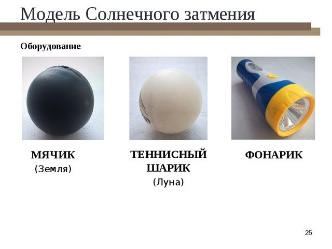 Модель Солнечного затмения
Оборудование
МЯЧИК
(Земля)
ТЕННИСНЫЙ
ШАРИК
(Луна)
ФОНАРИК
25